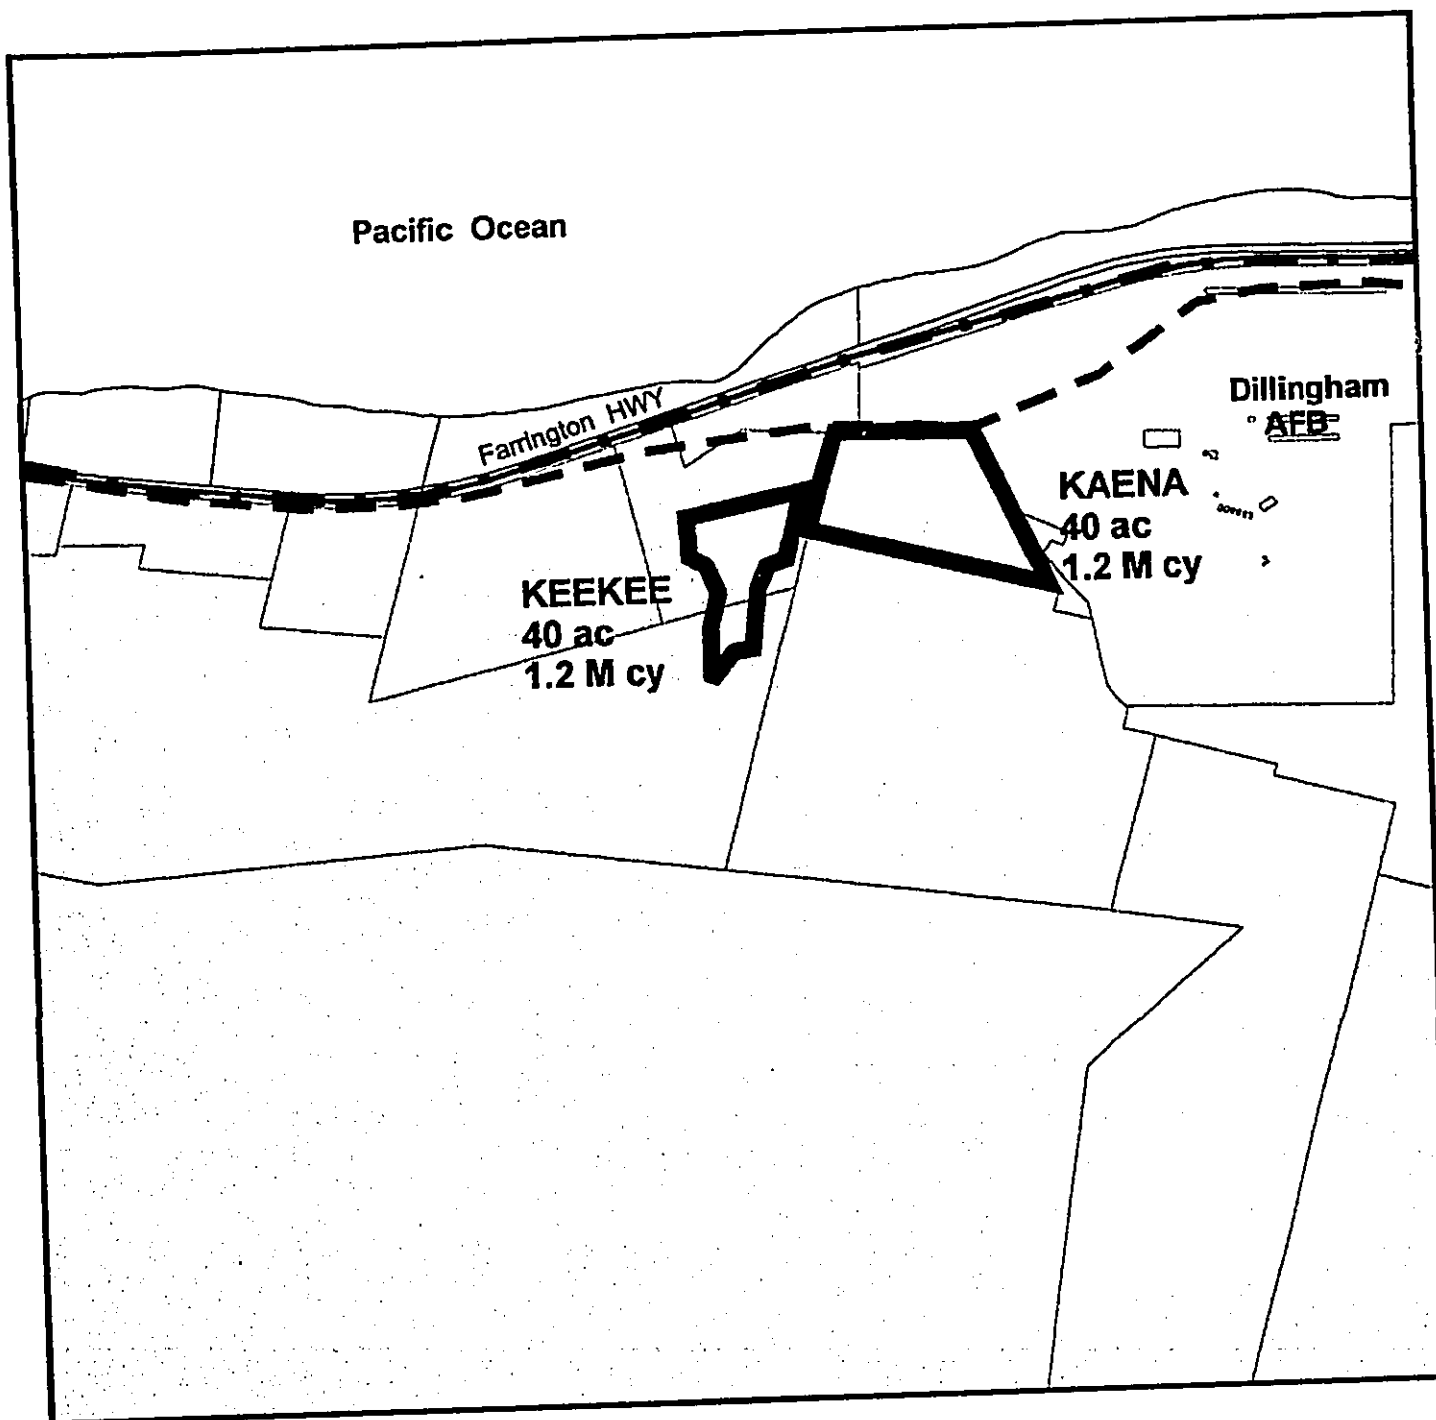 Pacific Ocean
Farrington HWY
Dillingham
AFB
KAENA
40 ac
1.2 M cy
KEEKEE
40 ac
1.2 M cy